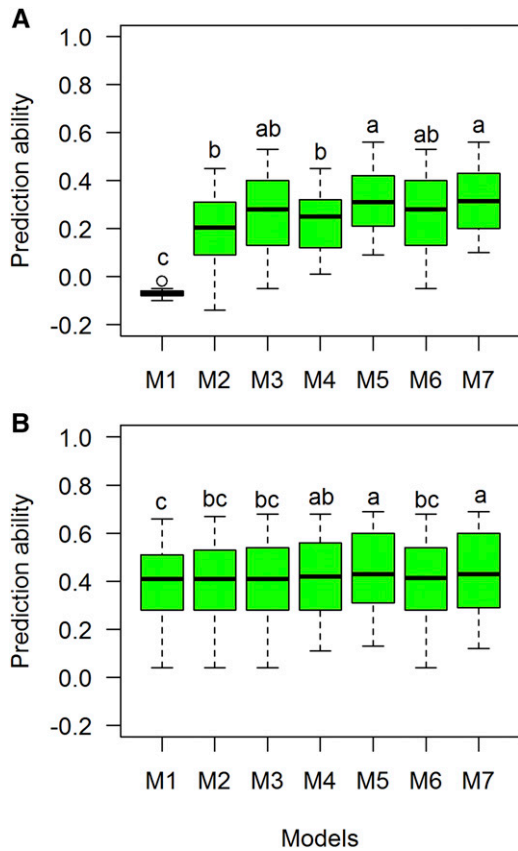 A
1.0
0.8
0.6
0.4
0.2
0.0
-0.2
Prediction ability
c b ab b a ab a
M1 M2 M3 M4 M5 M6 M7
B
1.0
0.8
0.6
0.4
0.2
0.0
-0.2
Prediction ability
c bc bc ab a bc a
M1 M2 M3 M4 M5 M6 M7
Models